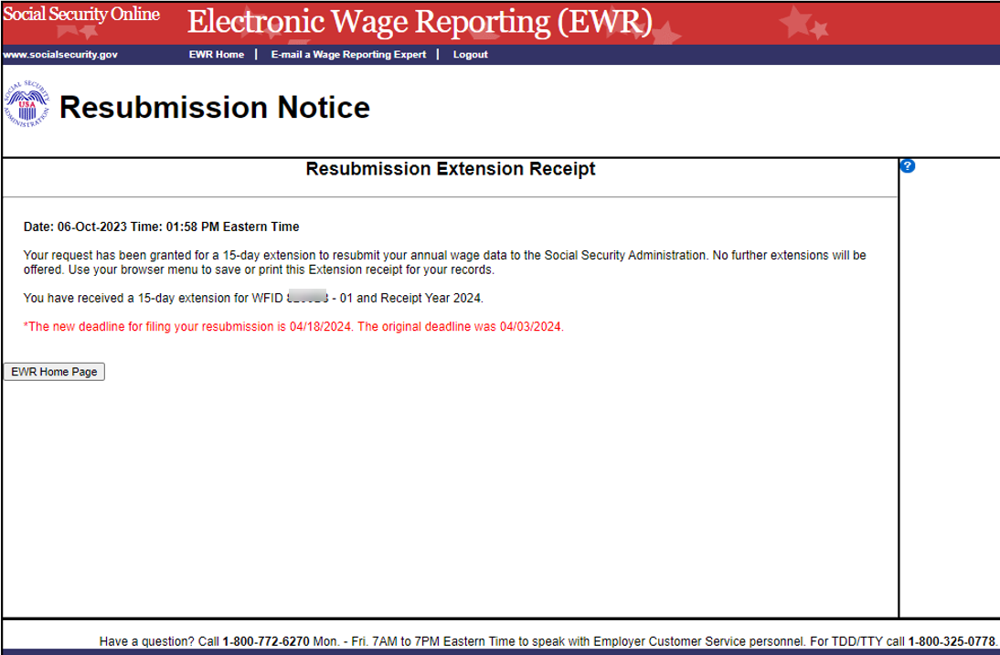 Social Security Online
Electronic Wage Reporting (EWR)
www.socialsecurity.gov EWR Home | E-mail a Wage Reporting Expert | Logout
SOCIAL SECURITY ADMINISTRATION
USA
Resubmission Notice
Resubmission Extension Receipt
?
Date: 06-Oct-2023 Time: 01:58 PM Eastern Time
Your request has been granted for a 15-day extension to resubmit your annual wage data to the Social Security Administration. No further extensions will be
offered. Use your browser menu to save or print this Extension receipt for your records.
You have received a 15-day extension for WFID - 01 and Receipt Year 2024.
*The new deadline for filing your resubmission is 04/18/2024. The original deadline was 04/03/2024.
EWR Home Page
Have a question? Call 1-800-772-6270 Mon. - Fri. 7AM to 7PM Eastern Time to speak with Employer Customer Service personnel. For TDD/TTY call 1-800-325-0778.